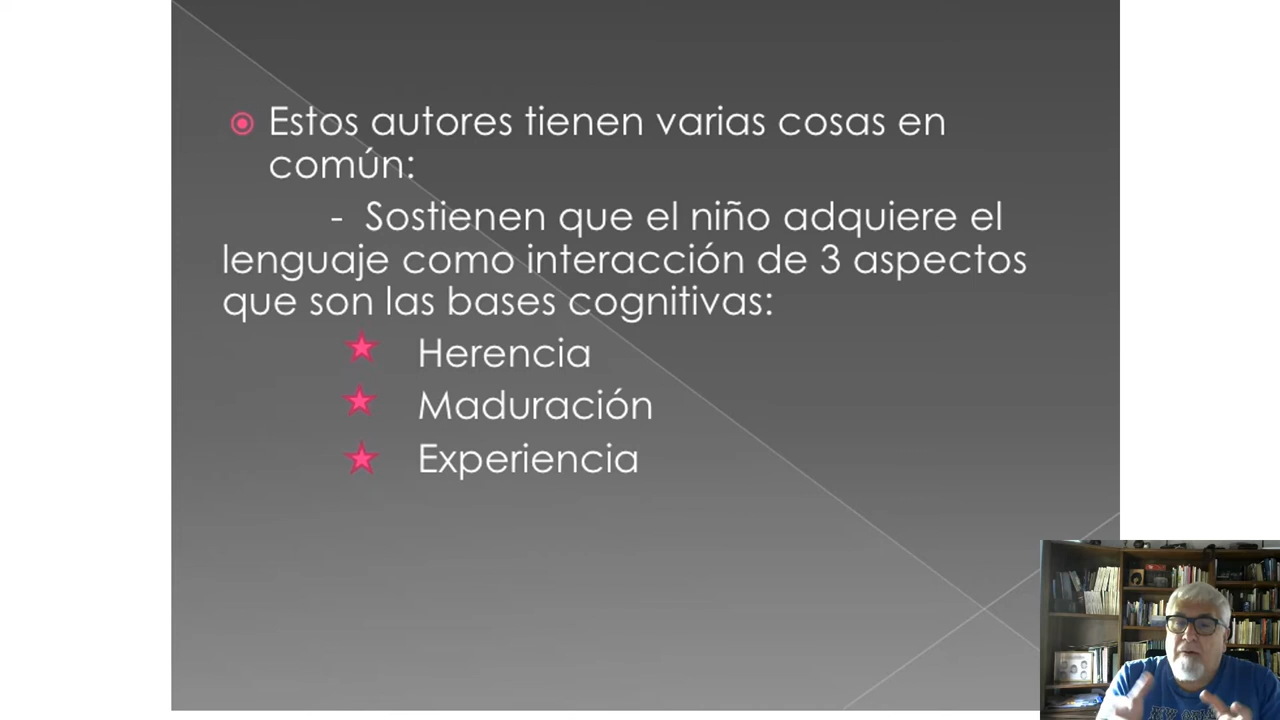 Estos autores tienen varias cosas en
común:
- Sostienen que el niño adquiere el
lenguaje como interacción de 3 aspectos
que son las bases cognitivas:
Herencia
Maduración
Experiencia